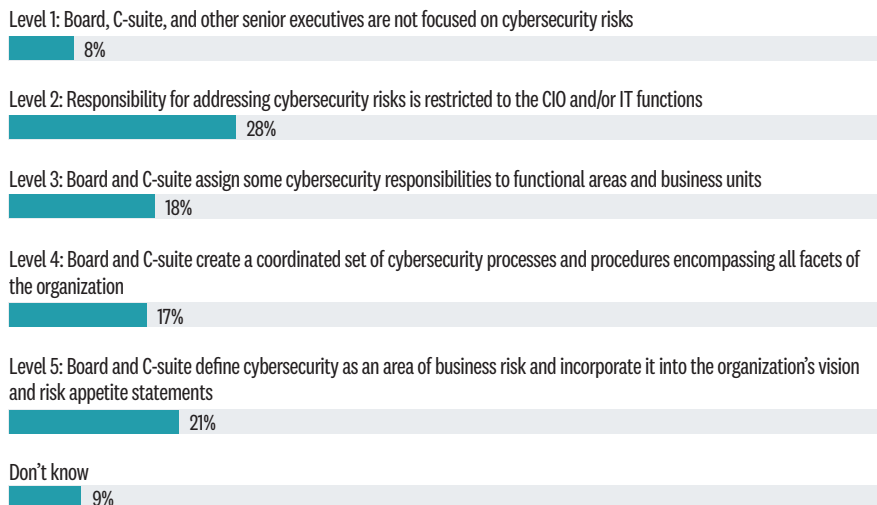 Level 1: Board, C-suite, and other senior executives are not focused on cybersecurity risks
8%
Level 2: Responsibility for addressing cybersecurity risks is restricted to the CIO and/or IT functions
28%
Level 3: Board and C-suite assign some cybersecurity responsibilities to functional areas and business units
18%
Level 4: Board and C-suite create a coordinated set of cybersecurity processes and procedures encompassing all facets of
the organization
17%
Level 5: Board and C-suite define cybersecurity as an area of business risk and incorporate it into the organization’s vision
and risk appetite statements
21%
Don’t know
9%